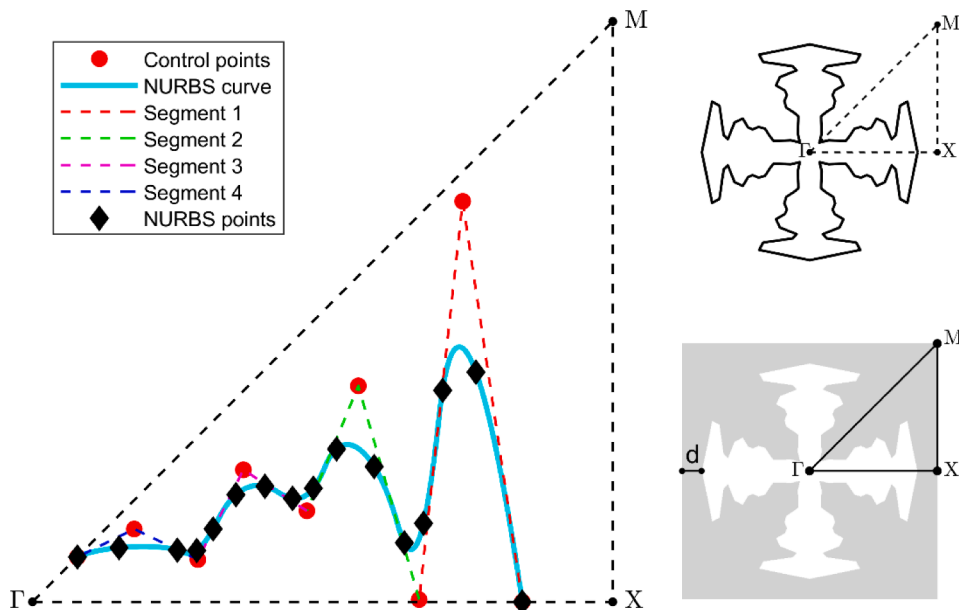 M
Control points
NURBS curve
Segment 1
Segment 2
Segment 3
Segment 4
NURBS points
Γ
X
M
Γ
X
M
d
Γ
X